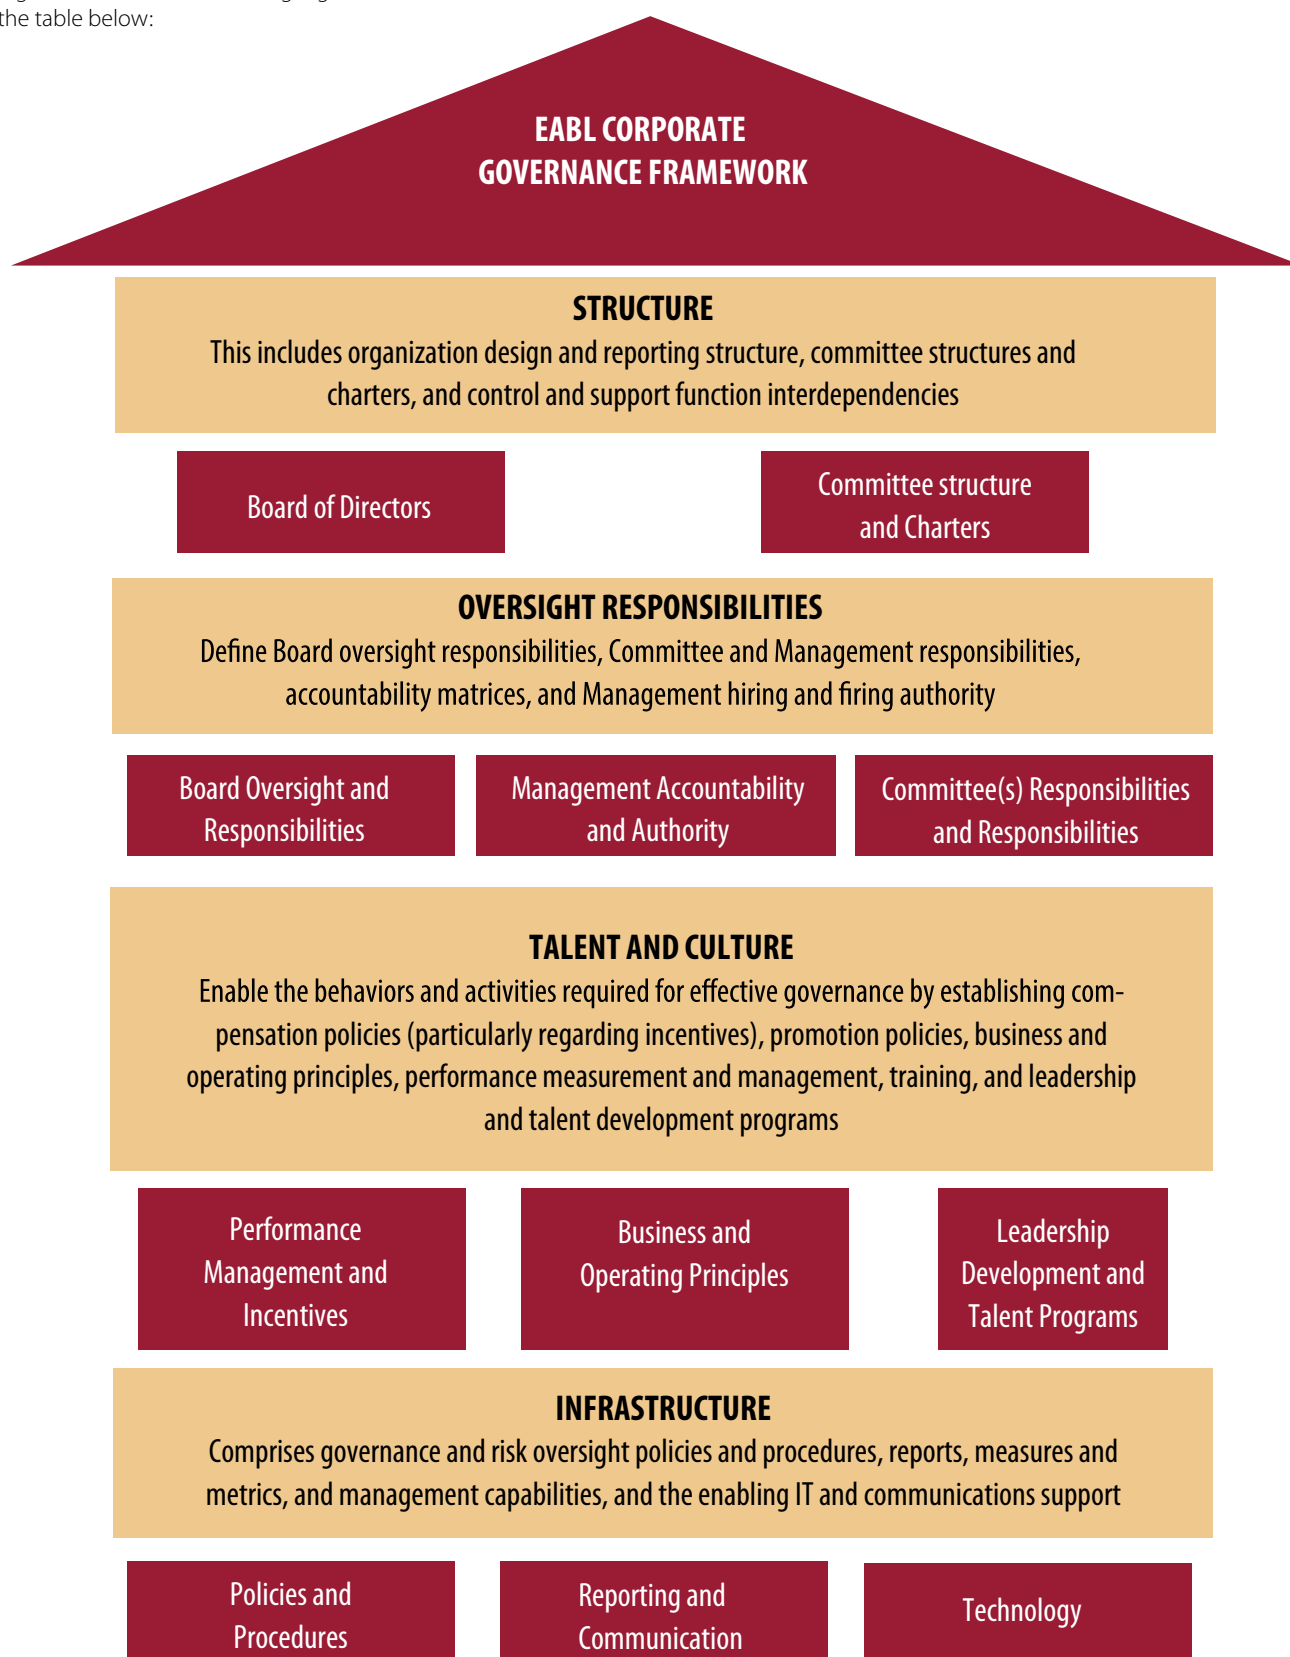 the table below:
EABL CORPORATE
GOVERNANCE FRAMEWORK
STRUCTURE
This includes organization design and reporting structure, committee structures and
charters, and control and support function interdependencies
Board of Directors
Committee structure
and Charters
OVERSIGHT RESPONSIBILITIES
Define Board oversight responsibilities, Committee and Management responsibilities,
accountability matrices, and Management hiring and firing authority
Board Oversight and
Responsibilities
Management Accountability
and Authority
Committee(s) Responsibilities
and Responsibilities
TALENT AND CULTURE
Enable the behaviors and activities required for effective governance by establishing com-
pensation policies (particularly regarding incentives), promotion policies, business and
operating principles, performance measurement and management, training, and leadership
and talent development programs
Performance
Management and
Incentives
Business and
Operating Principles
Leadership
Development and
Talent Programs
INFRASTRUCTURE
Comprises governance and risk oversight policies and procedures, reports, measures and
metrics, and management capabilities, and the enabling IT and communications support
Policies and
Procedures
Reporting and
Communication
Technology